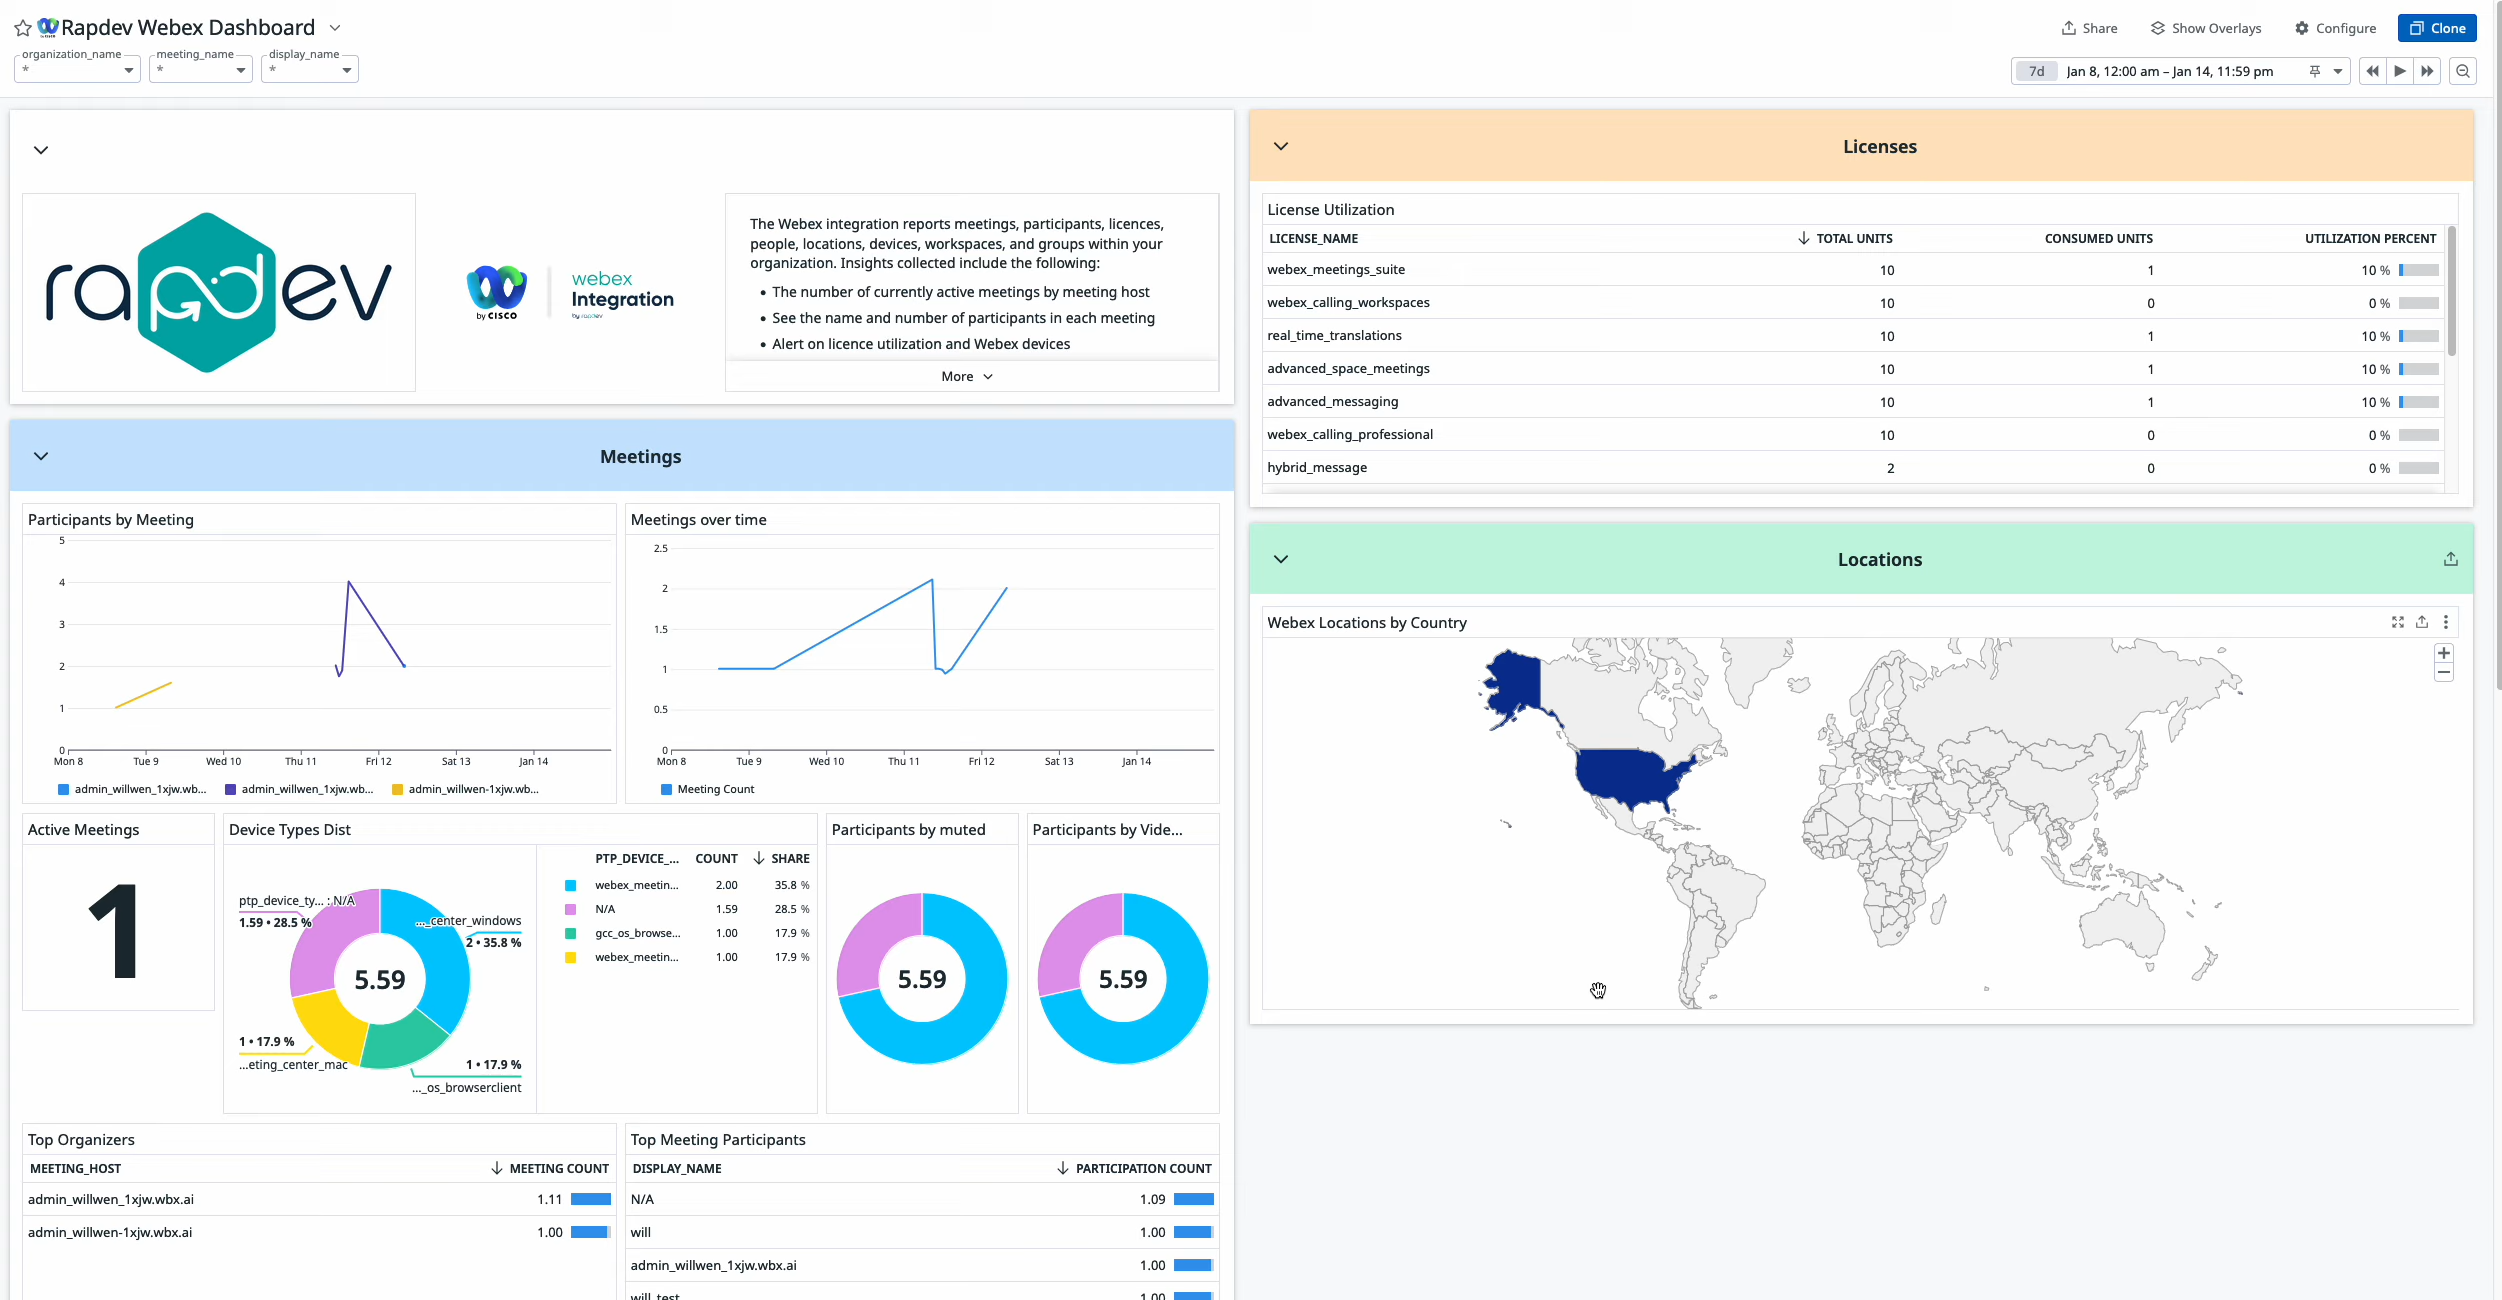 Rapdev Webex Dashboard
Share
Show Overlays
Configure
Clone
organization_name
*
meeting_name
*
display_name
*
7d Jan 8, 12:00 am – Jan 14, 11:59 pm
rapdev
by CISCO
webex
Integration
by rapdev
The Webex integration reports meetings, participants, licences,
people, locations, devices, workspaces, and groups within your
organization. Insights collected include the following:
• The number of currently active meetings by meeting host
• See the name and number of participants in each meeting
• Alert on licence utilization and Webex devices
More
Meetings
Participants by Meeting
5
4
3
2
1
0
Mon 8 Tue 9 Wed 10 Thu 11 Fri 12 Sat 13 Jan 14
admin_willwen_1xjw.wb... admin_willwen_1xjw.wb... admin_willwen-1xjw.wb...
Meetings over time
2.5
2
1.5
1
0.5
0
Mon 8 Tue 9 Wed 10 Thu 11 Fri 12 Sat 13 Jan 14
Meeting Count
Active Meetings
1
Device Types Dist
ptp_device_ty... : N/A
1.59 • 28.5 %
..._center_windows
2 • 35.8 %
5.59
1 • 17.9 %
...eting_center_mac
1 • 17.9 %
..._os_browserclient
PTP_DEVICE_... COUNT SHARE
webex_meetin... 2.00 35.8 %
N/A 1.59 28.5 %
gcc_os_browse... 1.00 17.9 %
webex_meetin... 1.00 17.9 %
Participants by muted
5.59
Participants by Vide...
5.59
Top Organizers
MEETING_HOST MEETING COUNT
admin_willwen_1xjw.wbx.ai 1.11
admin_willwen-1xjw.wbx.ai 1.00
Top Meeting Participants
DISPLAY_NAME PARTICIPATION COUNT
N/A 1.09
will 1.00
admin_willwen_1xjw.wbx.ai 1.00
will_test 1.00
Licenses
License Utilization
LICENSE_NAME TOTAL UNITS CONSUMED UNITS UTILIZATION PERCENT
webex_meetings_suite 10 1 10 %
webex_calling_workspaces 10 0 0 %
real_time_translations 10 1 10 %
advanced_space_meetings 10 1 10 %
advanced_messaging 10 1 10 %
webex_calling_professional 10 0 0 %
hybrid_message 2 0 0 %
Locations
Webex Locations by Country
+
−